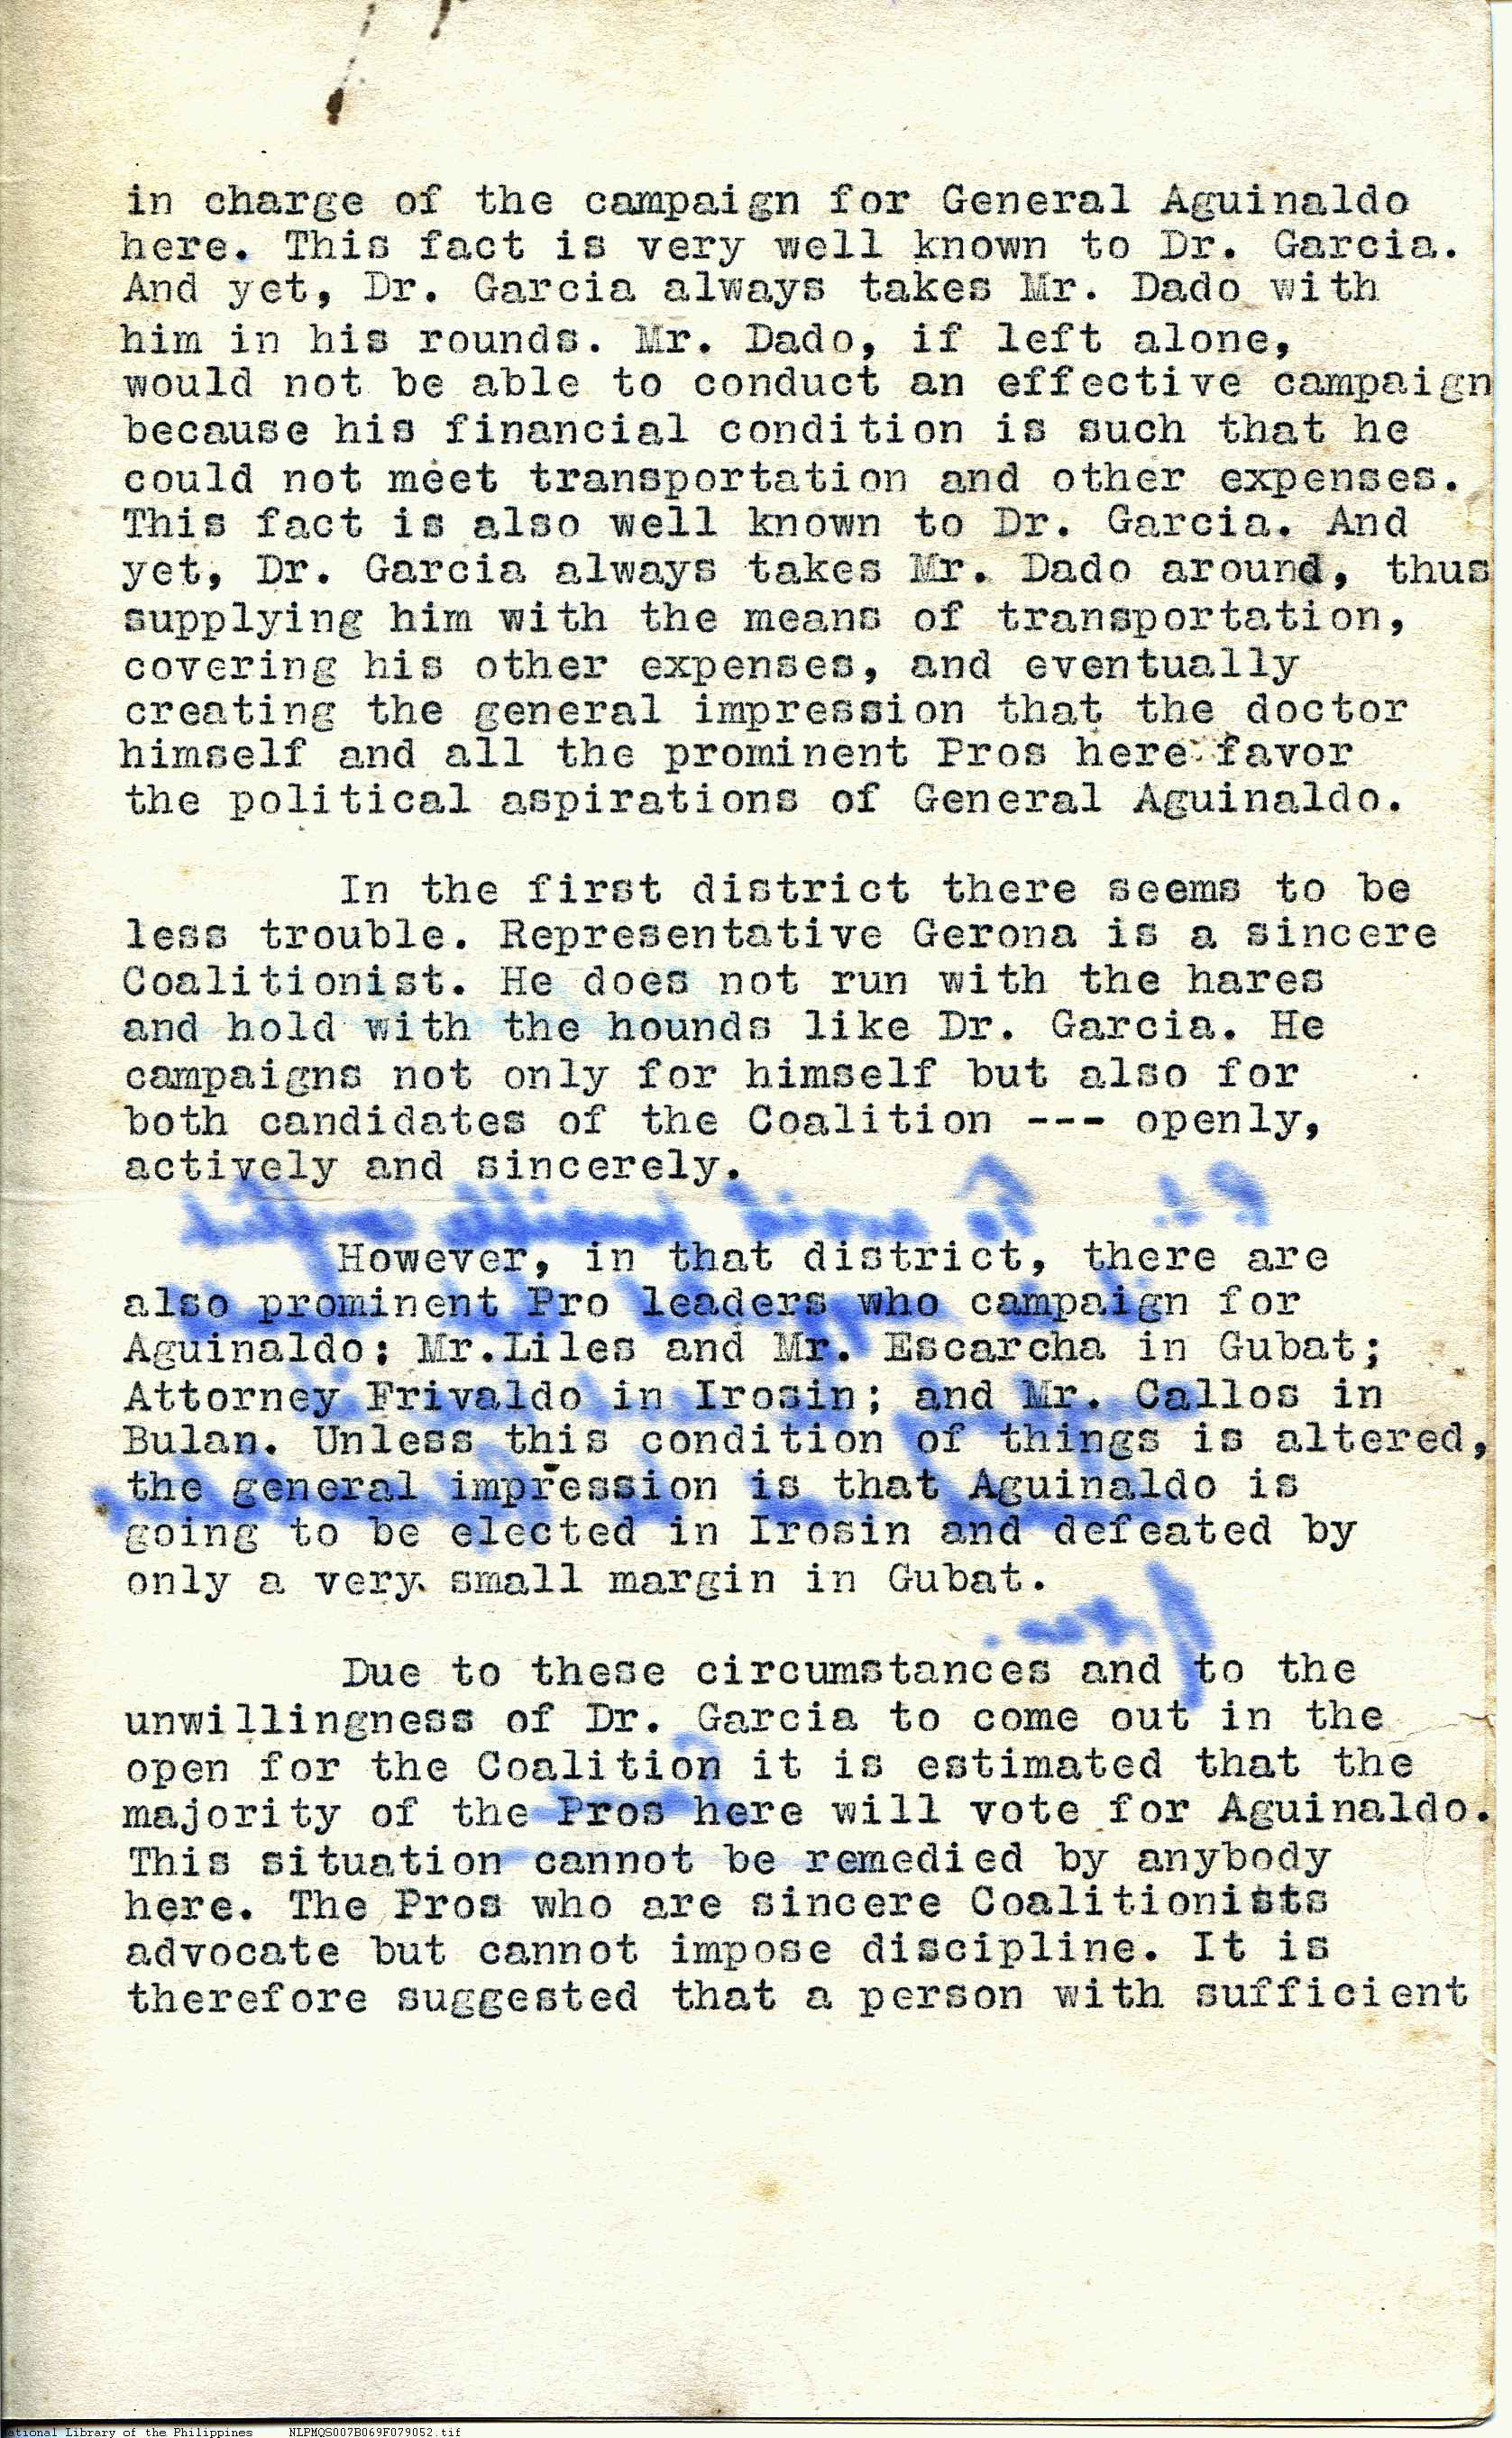 in charge of the campaign for General Aguinaldo
here. This fact is very well known to Dr. Garcia.
And yet, Dr. Garcia always takes Mr. Dado with
him in his rounds. Mr. Dado, if left alone,
would not be able to conduct an effective campaign
because his financial condition is such that he
could not meet transportation and other expenses.
This fact is also well known to Dr. Garcia. And
yet, Dr. Garcia always takes Mr. Dado around, thus
supplying him with the means of transportation,
covering his other expenses, and eventually
creating the general impression that the doctor
himself and all the prominent Pros here favor
the political aspirations of General Aguinaldo.
In the first district there seems to be
less trouble. Representative Gerona is a sincere
Coalitionist. He does not run with the hares
and hold with the hounds like Dr. Garcia. He
campaigns not only for himself but also for
both candidates of the Coalition --- openly,
actively and sincerely.
However, in that district, there are
also prominent Pro leaders who campaign for
Aguinaldo: Mr.Liles and Mr. Escarcha in Gubat;
Attorney Frivaldo in Irosin; and Mr. Callos in
Bulan. Unless this condition of things is altered,
the general impression is that Aguinaldo is
going to be elected in Irosin and defeated by
only a very small margin in Gubat.
Due to these circumstances and to the
unwillingness of Dr. Garcia to come out in the
open for the Coalition it is estimated that the
majority of the Pros here will vote for Aguinaldo.
This situation cannot be remedied by anybody
here. The Pros who are sincere Coalitionists
advocate but cannot impose discipline. It is
therefore suggested that a person with sufficient
ational Library of the Philippines NLPMQS007B069F079052.tif